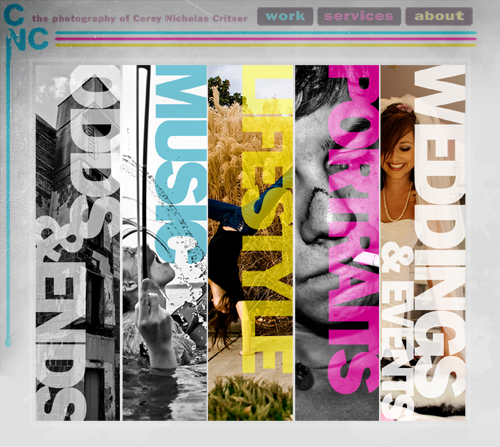 C
NC
the photography of Corey Nicholas Critser
work
services
about
ODDS
& ENDS
MUSIC
LIFESTYLE
PORTRAITS
WEDDINGS
& EVENTS